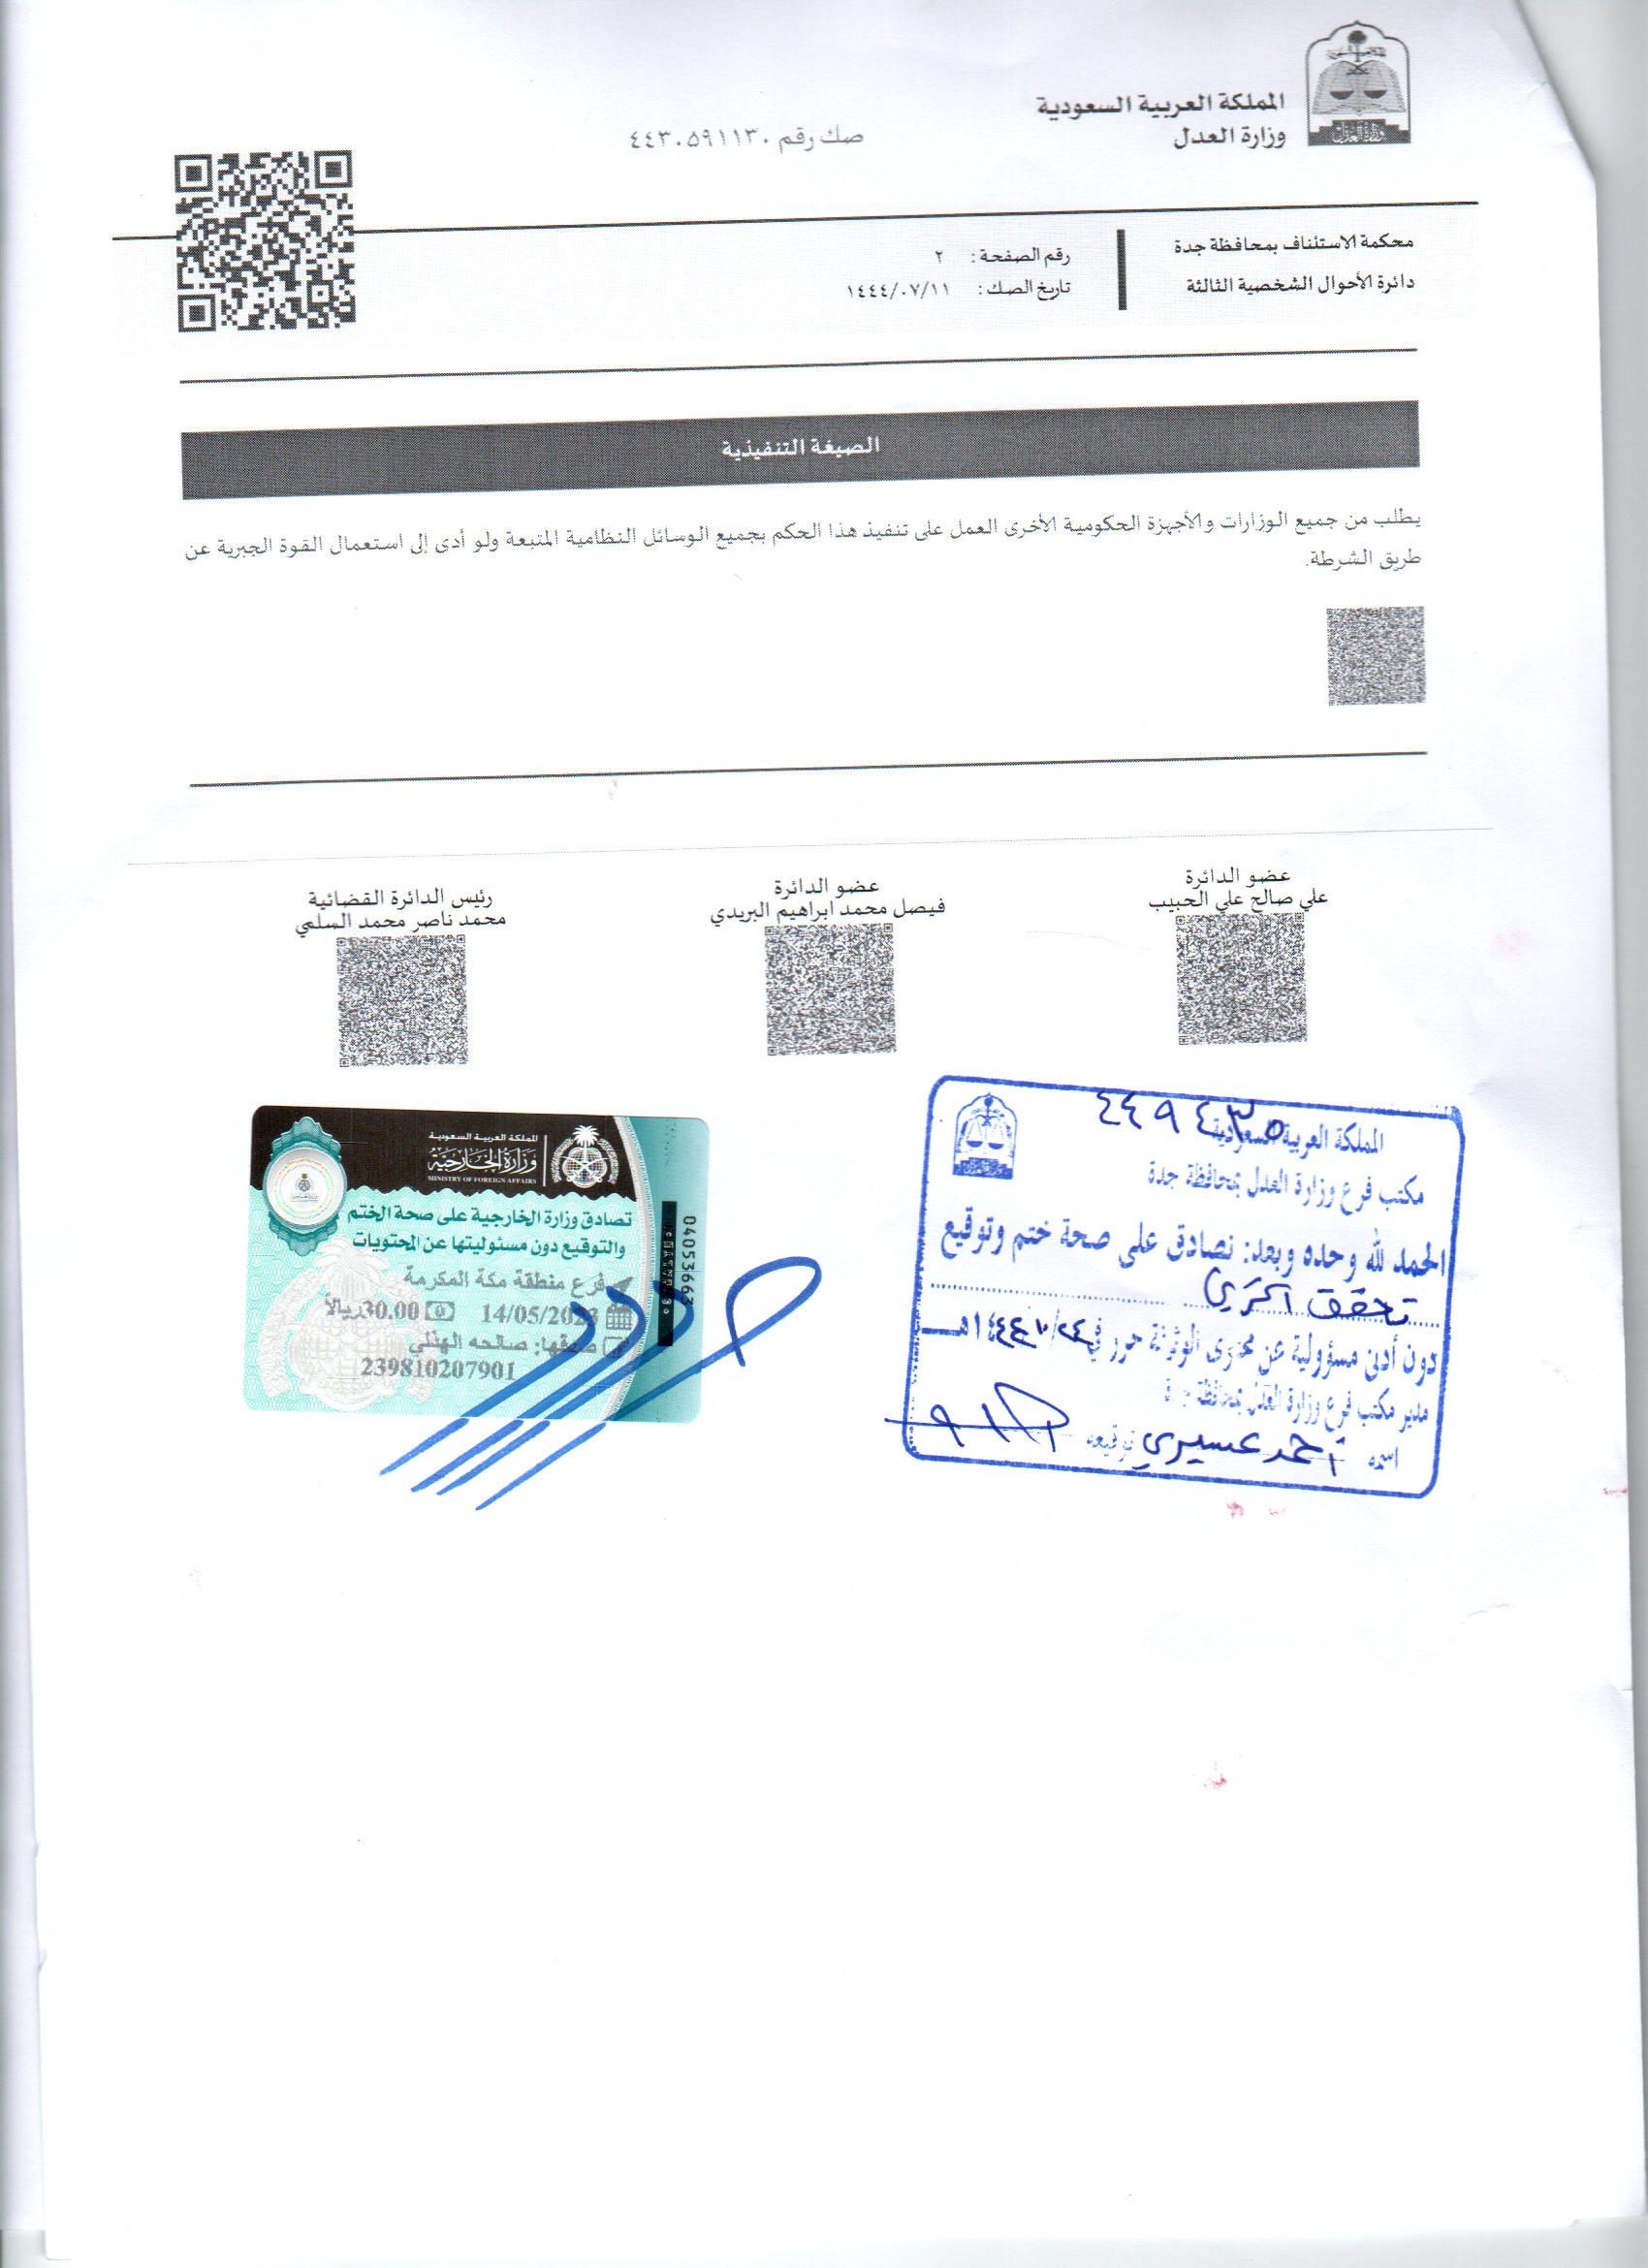 المملكة العربية السعودية
وزارة العدل
وزارة العدل
صك رقم ٤٤٣٠٥٩١١٣٠
محكمة الاستئناف بمحافظة جدة
دائرة الأحوال الشخصية الثالثة
رقم الصفحة : ٢
تاريخ الصك : ١٤٤٤/٠٧/١١
الصيغة التنفيذية
يطلب من جميع الوزارات والأجهزة الحكومية الأخرى العمل على تنفيذ هذا الحكم بجميع الوسائل النظامية المتبعة ولو أدى إلى استعمال القوة الجبرية عن
طريق الشرطة.
عضو الدائرة
علي صالح علي الحبيب
عضو الدائرة
فيصل محمد ابراهيم البريدي
رئيس الدائرة القضائية
محمد ناصر محمد السلمي
٤٤٩٤٣٥
المملكة العربية السعودية
مكتب فرع وزارة العدل بمحافظة جدة
الحمد لله وحده وبعد: نصادق على صحة ختم وتوقيع
دون أدنى مسؤولية عن محتوى الوثيقة حرر في ٢٤/١٠/١٤٤٤هـ
مدير مكتب فرع وزارة العدل بمحافظة جدة
اسمه أحمد عسيري توقيعه
المملكة العربية السعودية
وزارة الخارجية
MINISTRY OF FOREIGN AFFAIRS
تصادق وزارة الخارجية على صحة الختم
والتوقيع دون مسئوليتها عن المحتويات
فرع منطقة مكة المكرمة
14/05/2023 30.00ريالاً
صدقها: صالحه الهذلي
239810207901
04053662